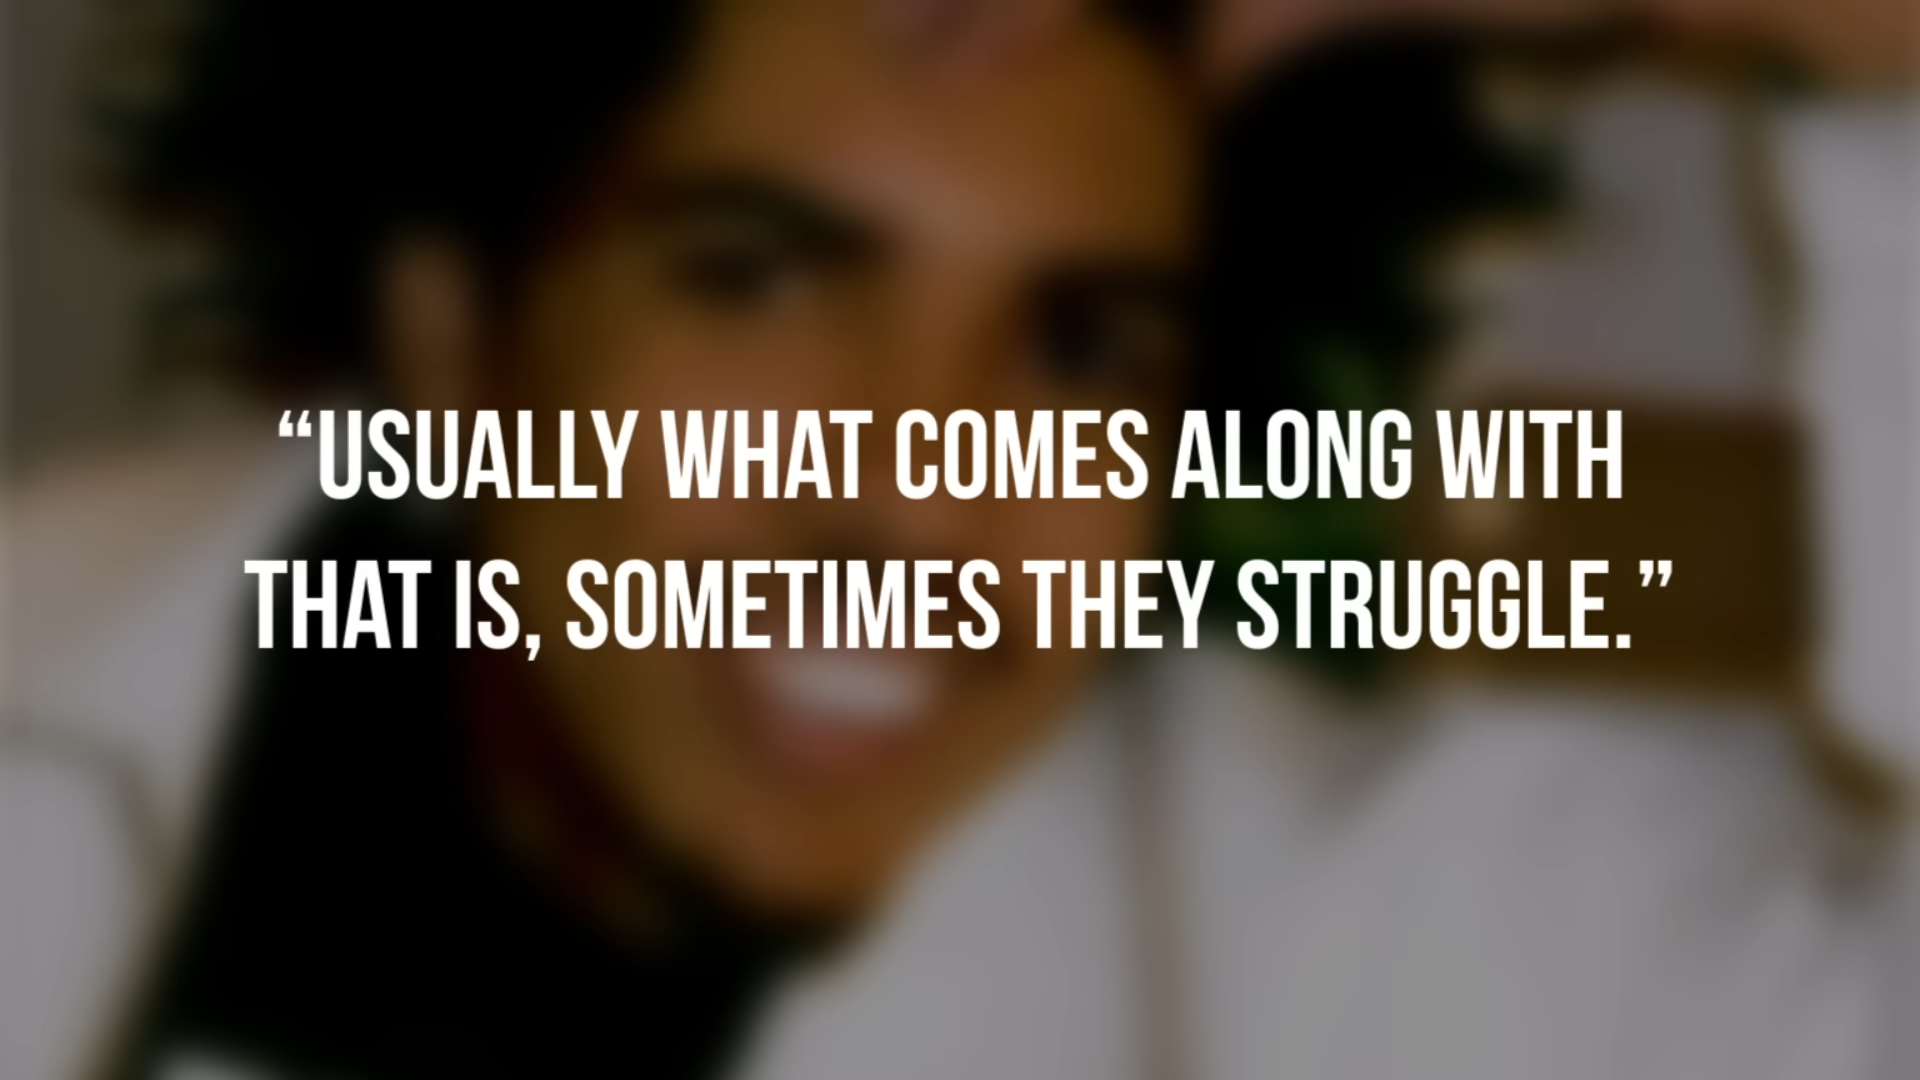 “USUALLY WHAT COMES ALONG WITH
THAT IS, SOMETIMES THEY STRUGGLE.”